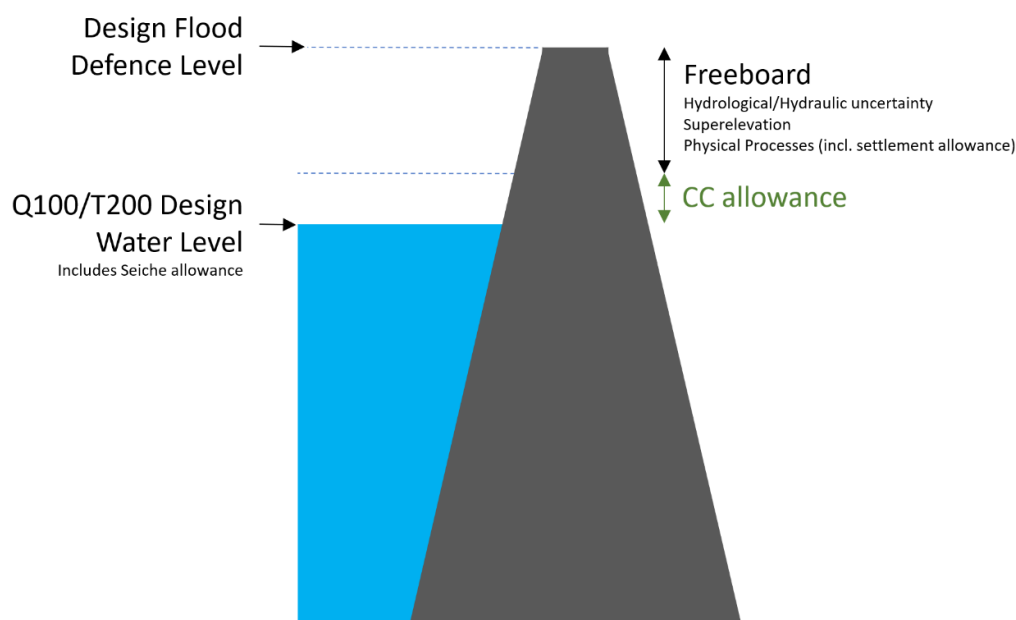 Design Flood
Defence Level
Freeboard
Hydrological/Hydraulic uncertainty
Superelevation
Physical Processes (incl. settlement allowance)
CC allowance
Q100/T200 Design
Water Level
Includes Seiche allowance